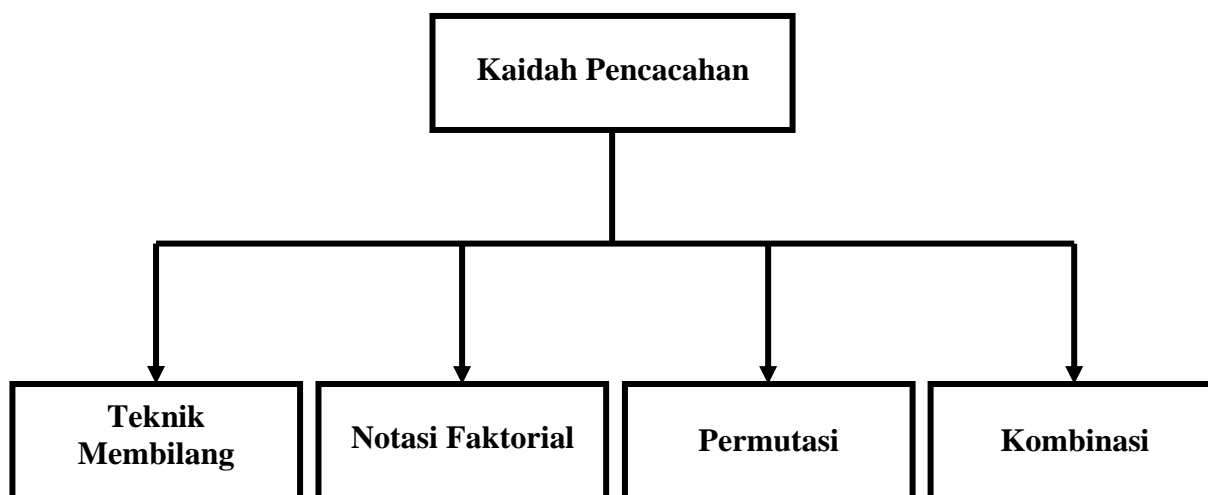 Kaidah Pencacahan
Teknik
Membilang
Notasi Faktorial
Permutasi
Kombinasi